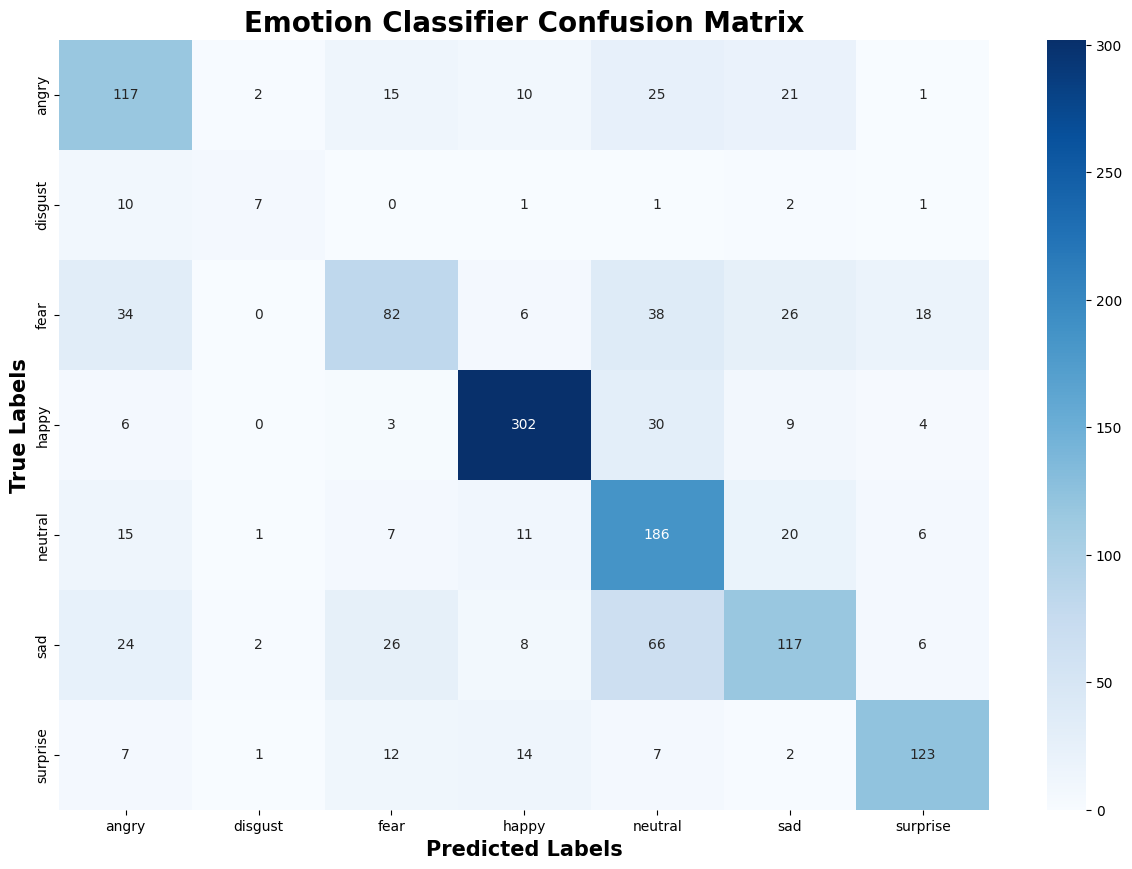 Emotion Classifier Confusion Matrix
True Labels
angry 117 2 15 10 25 21 1
disgust 10 7 0 1 1 2 1
fear 34 0 82 6 38 26 18
happy 6 0 3 302 30 9 4
neutral 15 1 7 11 186 20 6
sad 24 2 26 8 66 117 6
surprise 7 1 12 14 7 2 123
angry disgust fear happy neutral sad surprise
Predicted Labels
300
250
200
150
100
50
0